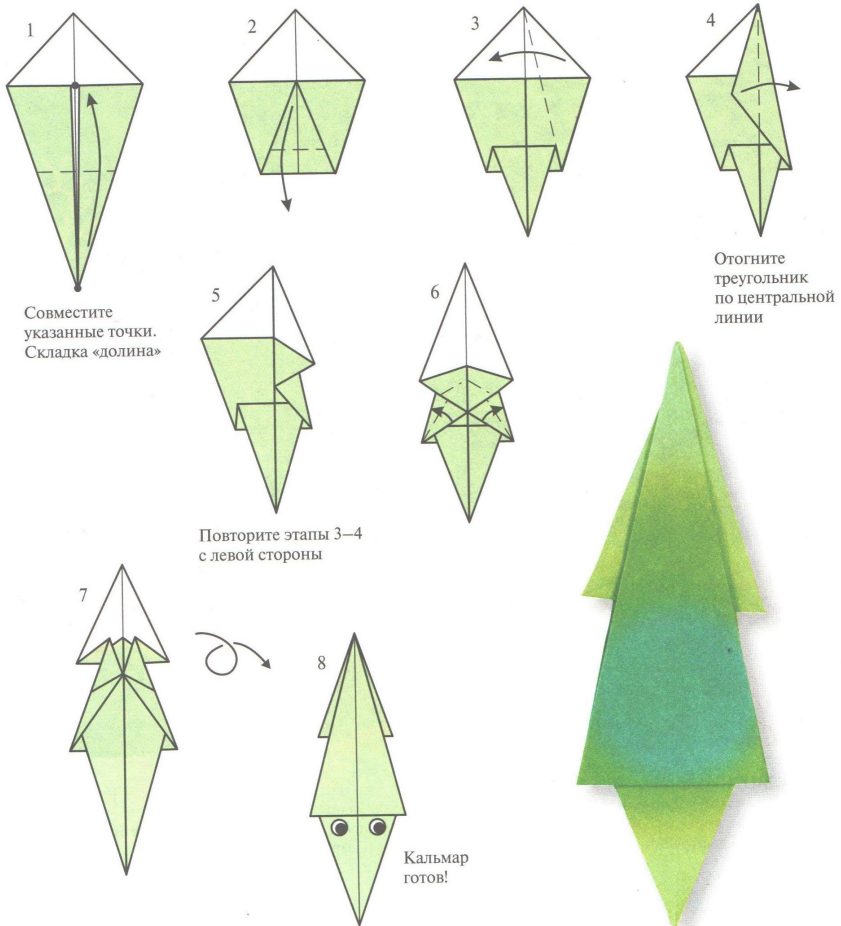 1
2
3
4
Совместите
указанные точки.
Складка «долина»
Отогните
треугольник
по центральной
линии
5
6
Повторите этапы 3–4
с левой стороны
7
8
Кальмар
готов!